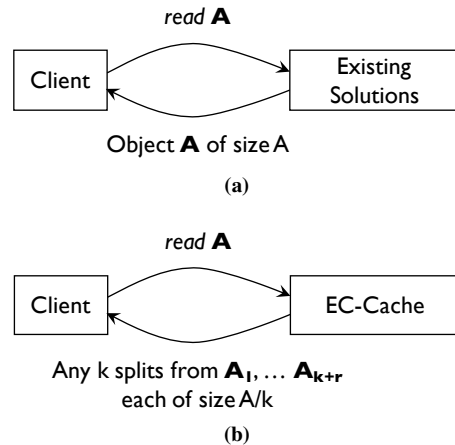 read A
Client
Existing
Solutions
Object A of size A
(a)
read A
Client
EC-Cache
Any k splits from A1, … Ak+r
each of size A/k
(b)